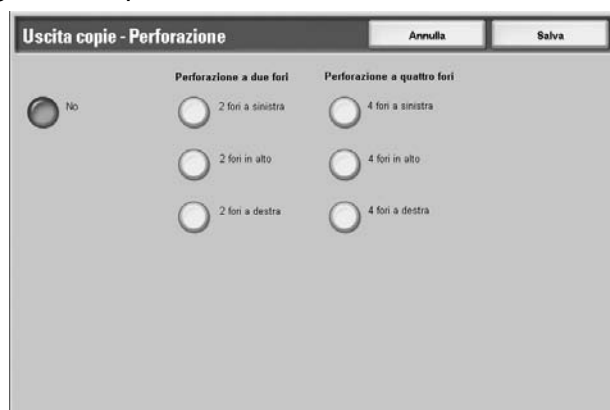 Uscita copie - Perforazione
Annulla
Salva
Perforazione a due fori
Perforazione a quattro fori
No
2 fori a sinistra
4 fori a sinistra
2 fori in alto
4 fori in alto
2 fori a destra
4 fori a destra